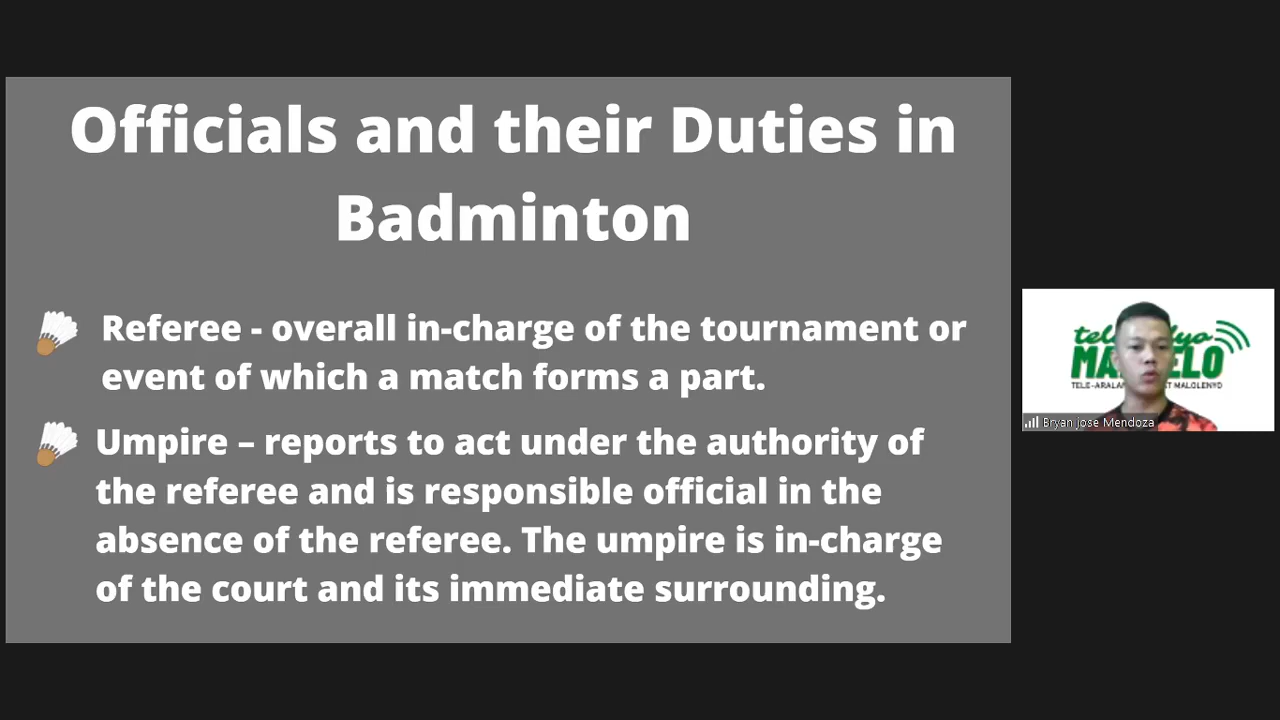 Officials and their Duties in
Badminton
Referee - overall in-charge of the tournament or
event of which a match forms a part.
Umpire – reports to act under the authority of
the referee and is responsible official in the
absence of the referee. The umpire is in-charge
of the court and its immediate surrounding.
Bryan jose Mendoza